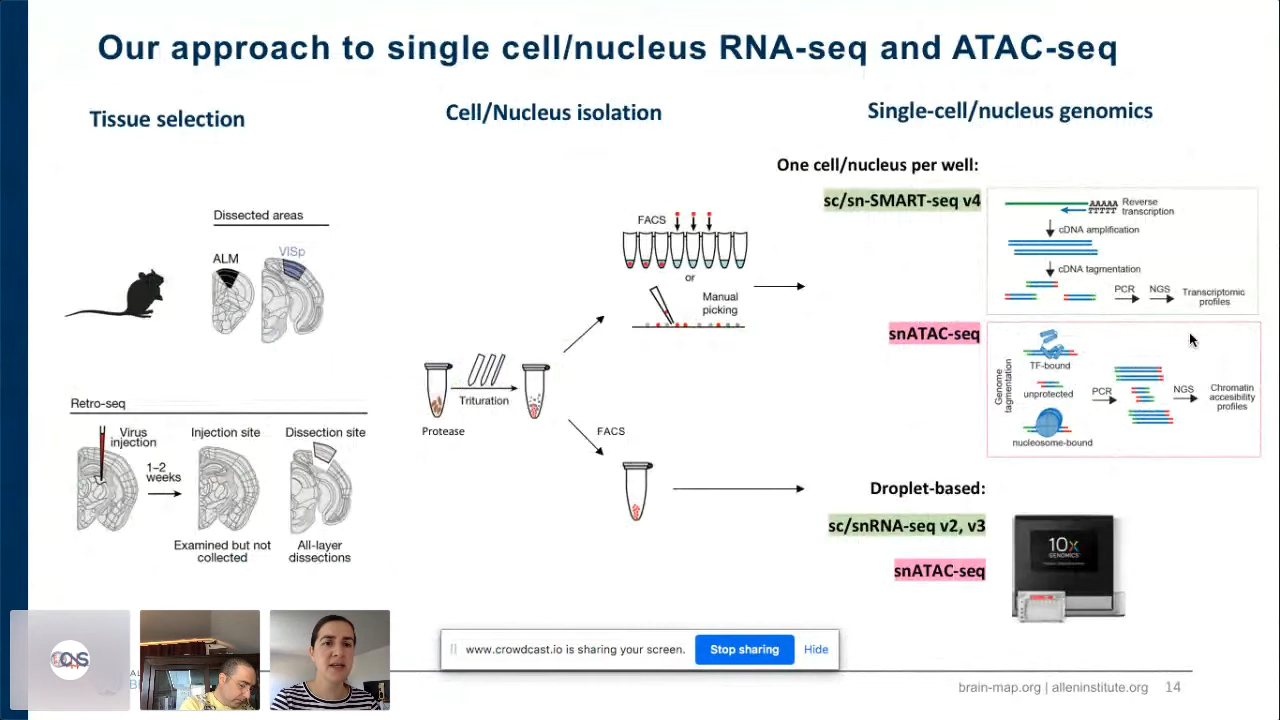 Our approach to single cell/nucleus RNA-seq and ATAC-seq
Tissue selection
Cell/Nucleus isolation
Single-cell/nucleus genomics
Dissected areas
ALM
VISp
Retro-seq
Virus
injection
1–2
weeks
Injection site
Dissection site
Examined but not
collected
All-layer
dissections
Protease
Trituration
FACS
or
Manual
picking
FACS
One cell/nucleus per well:
sc/sn-SMART-seq v4
AAAAA
TTTTT
Reverse
transcription
cDNA amplification
cDNA tagmentation
PCR
NGS
Transcriptomic
profiles
snATAC-seq
Genome
tagmentation
TF-bound
unprotected
nucleosome-bound
PCR
NGS
Chromatin
accesibility
profiles
Droplet-based:
sc/snRNA-seq v2, v3
snATAC-seq
10x
GENOMICS
www.crowdcast.io is sharing your screen.
Stop sharing
Hide
brain-map.org | alleninstitute.org
14